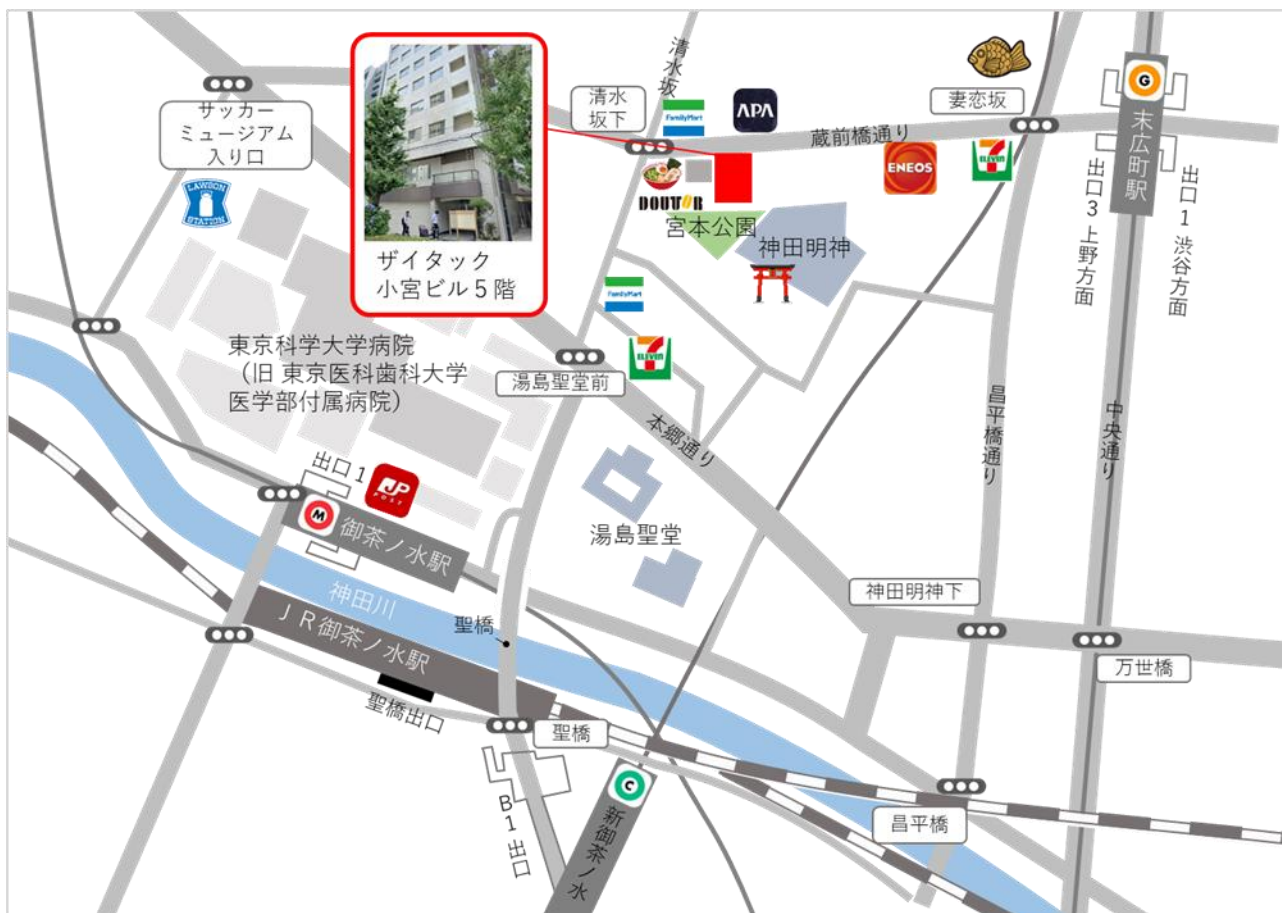 サッカー
ミュージアム
入り口
LAWSON
STATION
ザイタック
小宮ビル5階
清水坂
清水
坂下
FamilyMart
APA
蔵前橋通り
妻恋坂
ENEOS
7
ELEVEN
G
末広町駅
出口3 上野方面
出口1 渋谷方面
DOUTOR
宮本公園
神田明神
FamilyMart
7
ELEVEN
湯島聖堂前
東京科学大学病院
(旧 東京医科歯科大学
医学部付属病院)
本郷通り
昌平橋通り
中央通り
出口1
JP
POST
M
御茶ノ水駅
湯島聖堂
神田川
JR御茶ノ水駅
聖橋
神田明神下
万世橋
聖橋出口
聖橋
B1出口
C
新御茶ノ水
昌平橋